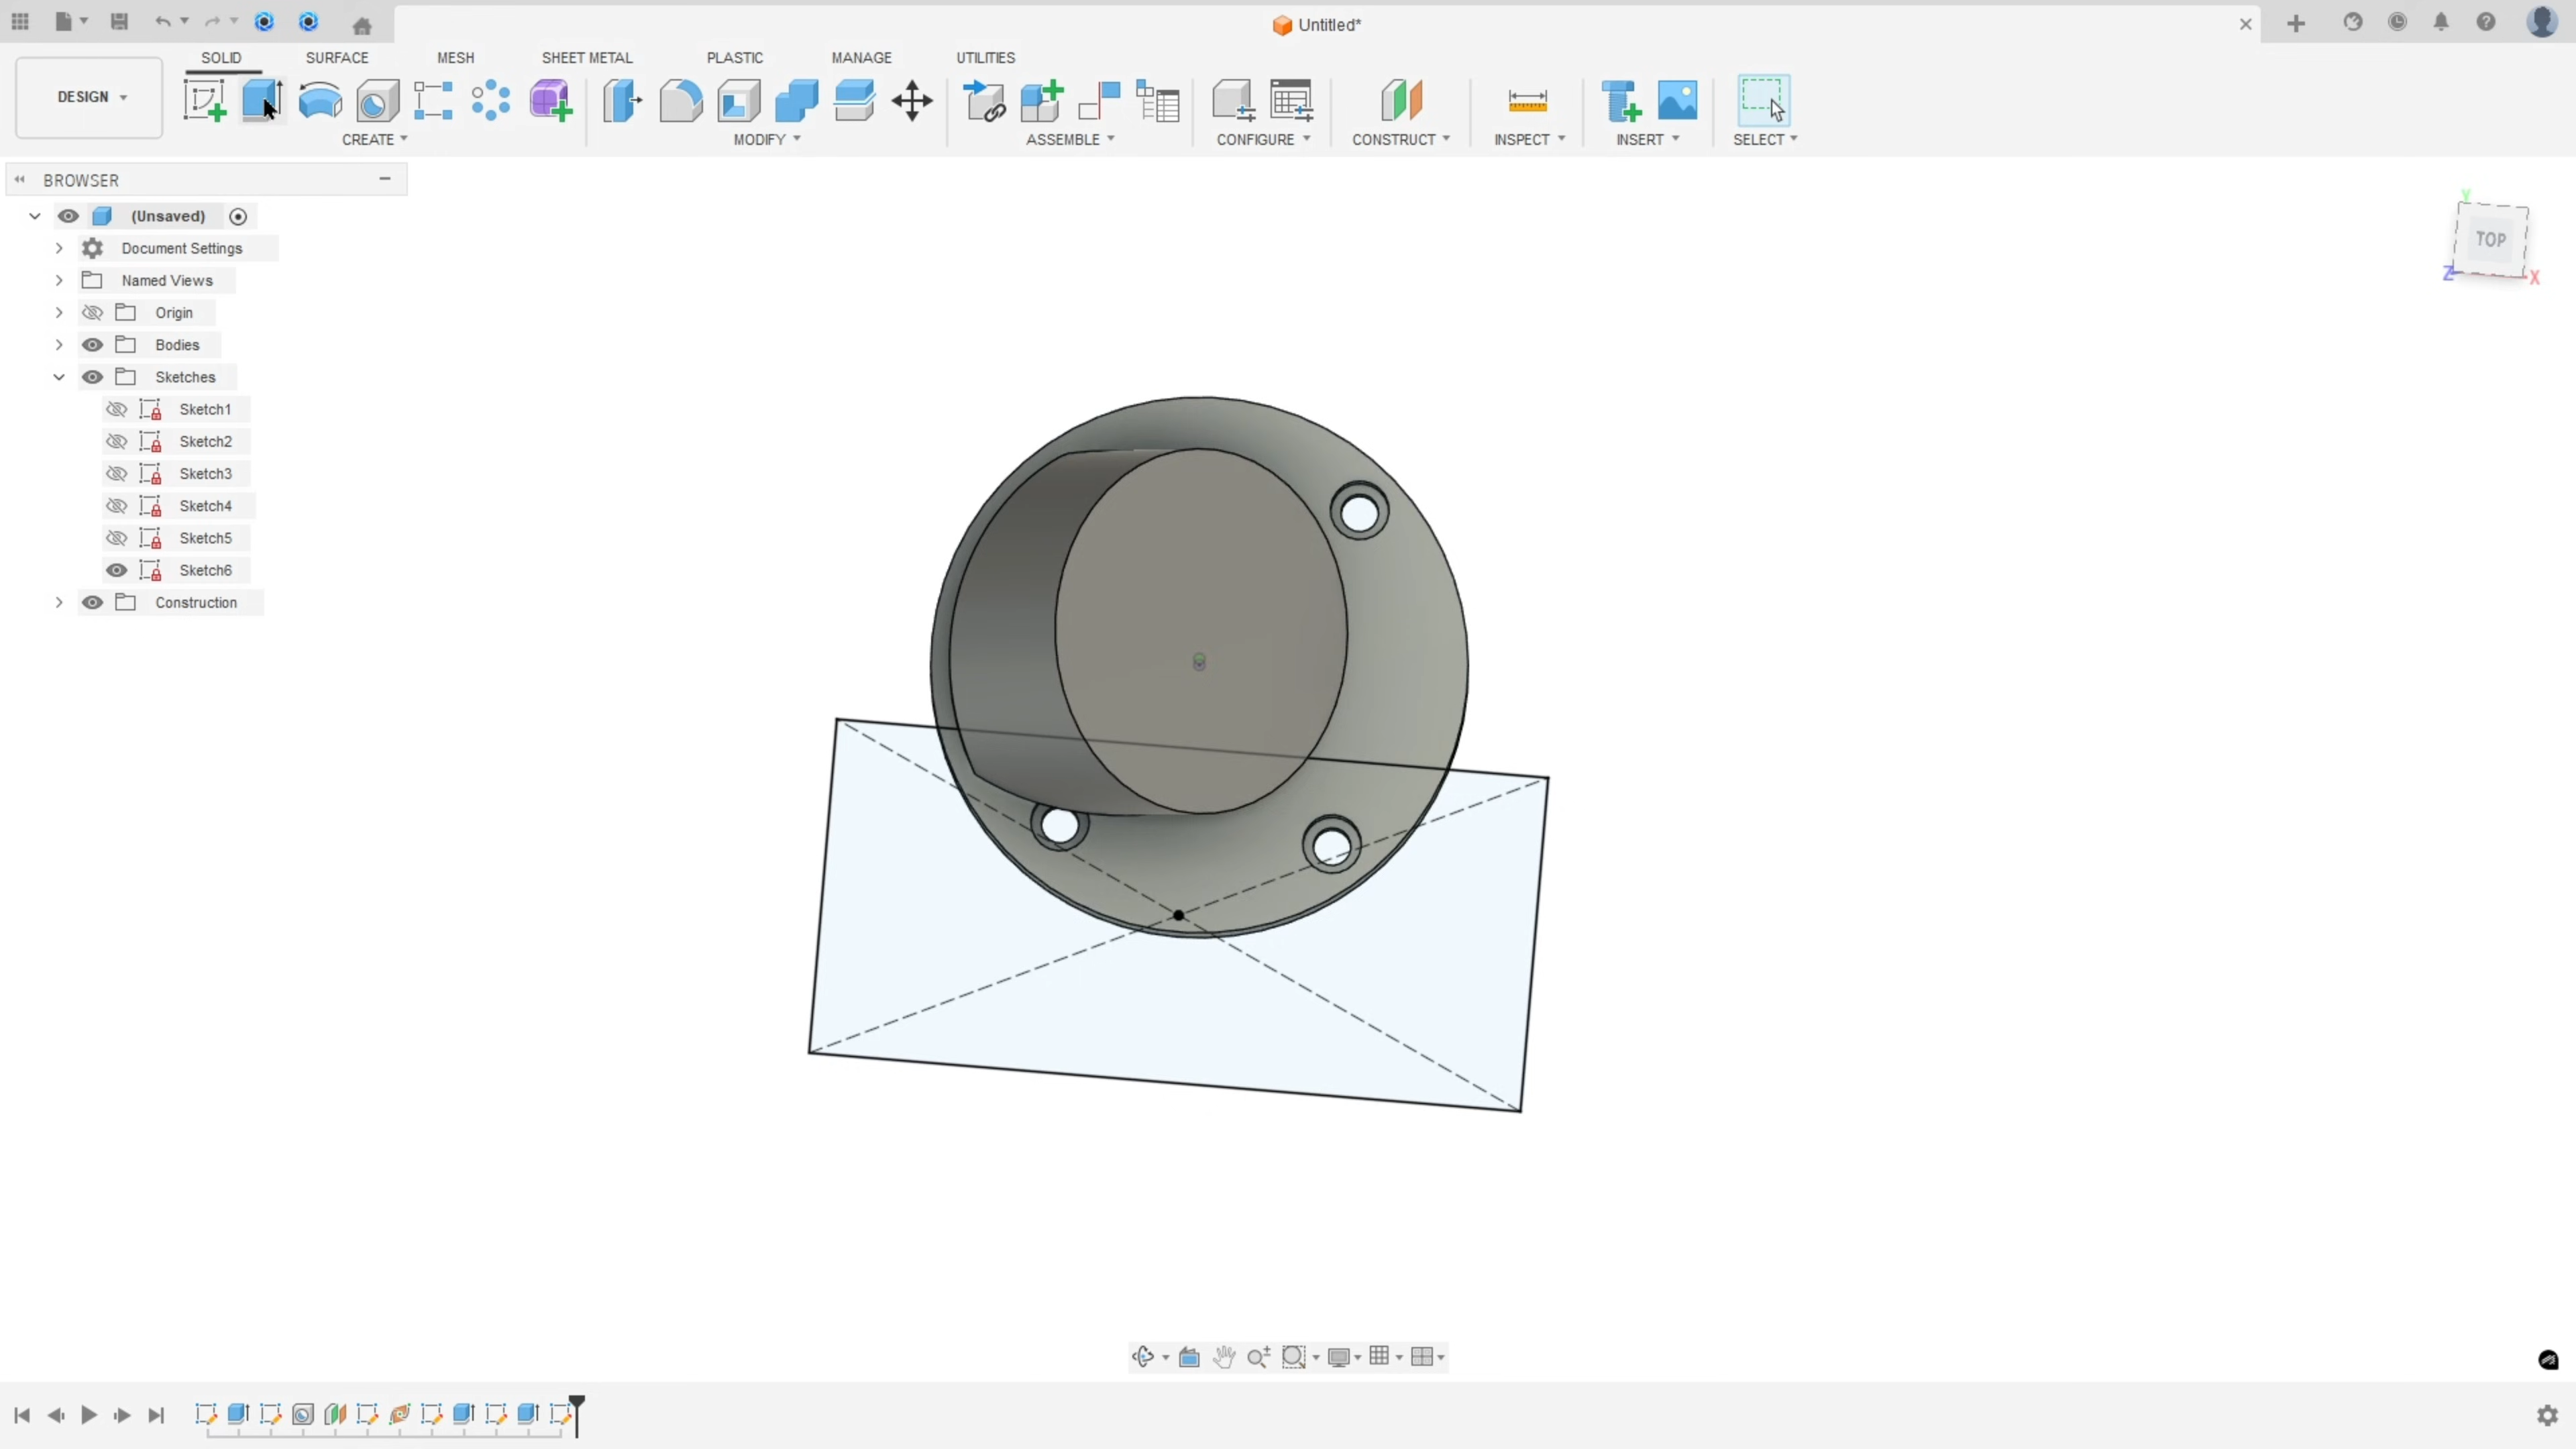 Untitled*
SOLID SURFACE MESH SHEET METAL PLASTIC MANAGE UTILITIES
DESIGN
CREATE MODIFY ASSEMBLE CONFIGURE CONSTRUCT INSPECT INSERT SELECT
BROWSER
(Unsaved)
Document Settings
Named Views
Origin
Bodies
Sketches
Sketch1
Sketch2
Sketch3
Sketch4
Sketch5
Sketch6
Construction
Y
TOP
Z X